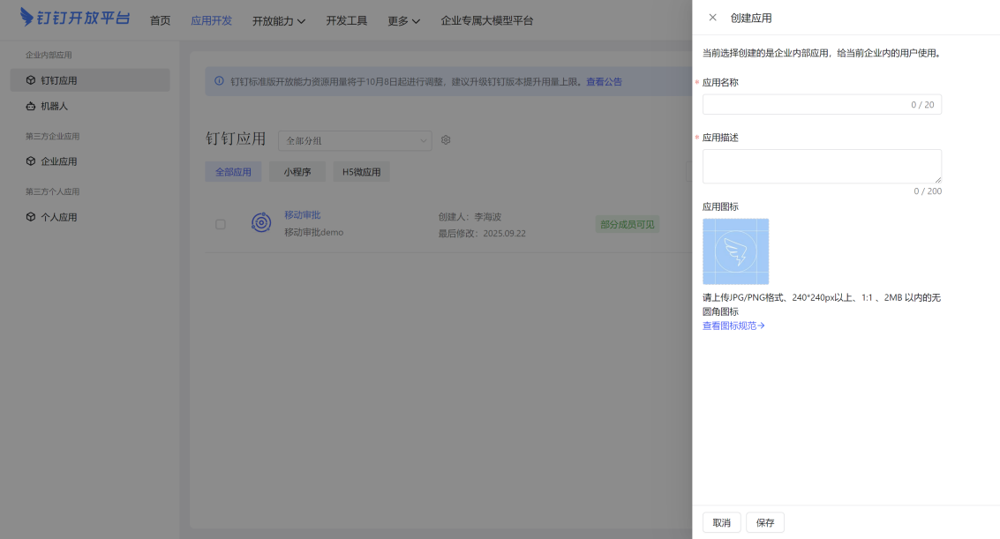 钉钉开放平台 首页 应用开发 开放能力 开发工具 更多 企业专属大模型平台
企业内部应用
钉钉应用
机器人
第三方企业应用
企业应用
第三方个人应用
个人应用
钉钉标准版开放能力资源用量将于10月8日起进行调整，建议升级钉钉版本提升用量上限。查看公告
钉钉应用 全部分组
全部应用 小程序 H5微应用
移动审批
移动审批demo
创建人：李海波
最后修改：2025.09.22
部分成员可见
创建应用
当前选择创建的是企业内部应用，给当前企业内的用户使用。
* 应用名称
0 / 20
* 应用描述
0 / 200
应用图标
请上传JPG/PNG格式、240*240px以上、1:1 、2MB 以内的无
圆角图标
查看图标规范→
取消 保存